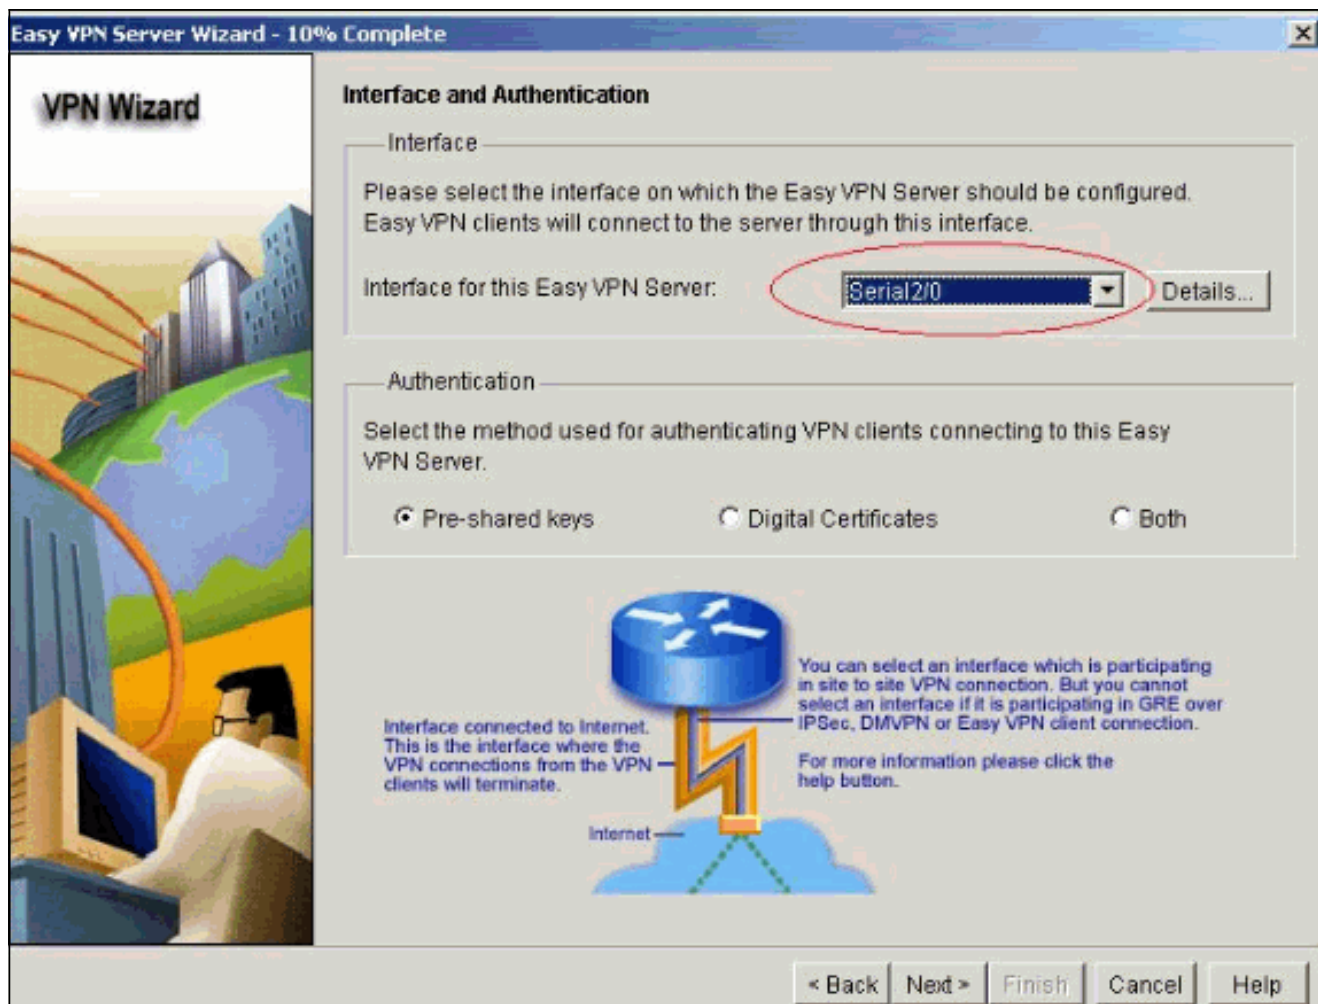 Easy VPN Server Wizard - 10% Complete
VPN Wizard
Interface and Authentication
Interface
Please select the interface on which the Easy VPN Server should be configured.
Easy VPN clients will connect to the server through this interface.
Interface for this Easy VPN Server:
Serial2/0
Details...
Authentication
Select the method used for authenticating VPN clients connecting to this Easy
VPN Server.
Pre-shared keys
Digital Certificates
Both
Interface connected to Internet.
This is the interface where the
VPN connections from the VPN
clients will terminate.
You can select an interface which is participating
in site to site VPN connection. But you cannot
select an interface if it is participating in GRE over
IPSec, DMVPN or Easy VPN client connection.
For more information please click the
help button.
Internet
< Back
Next >
Finish
Cancel
Help